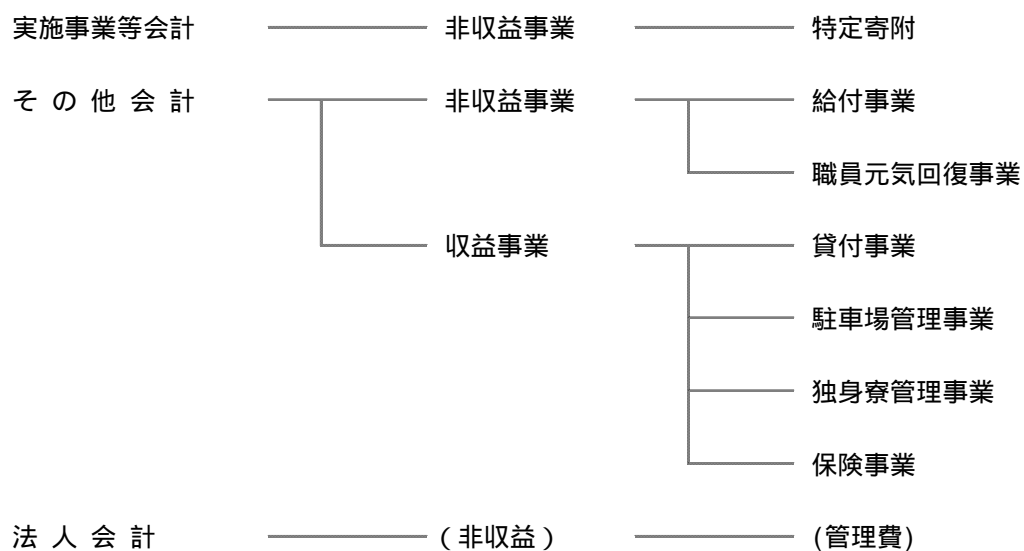 実施事業等会計 非収益事業 特定寄附
その他会計 非収益事業 給付事業
職員元気回復事業
収益事業 貸付事業
駐車場管理事業
独身寮管理事業
保険事業
法人会計 (非収益) (管理費)